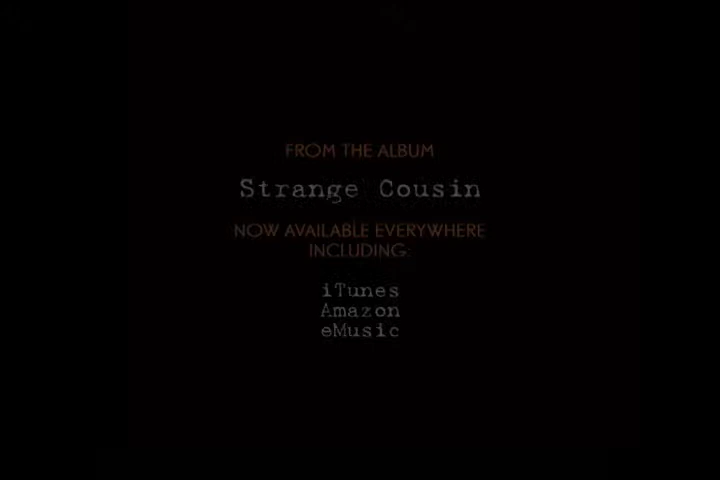 FROM THE ALBUM
Strange Cousin
NOW AVAILABLE EVERYWHERE
INCLUDING:
iTunes
Amazon
eMusic